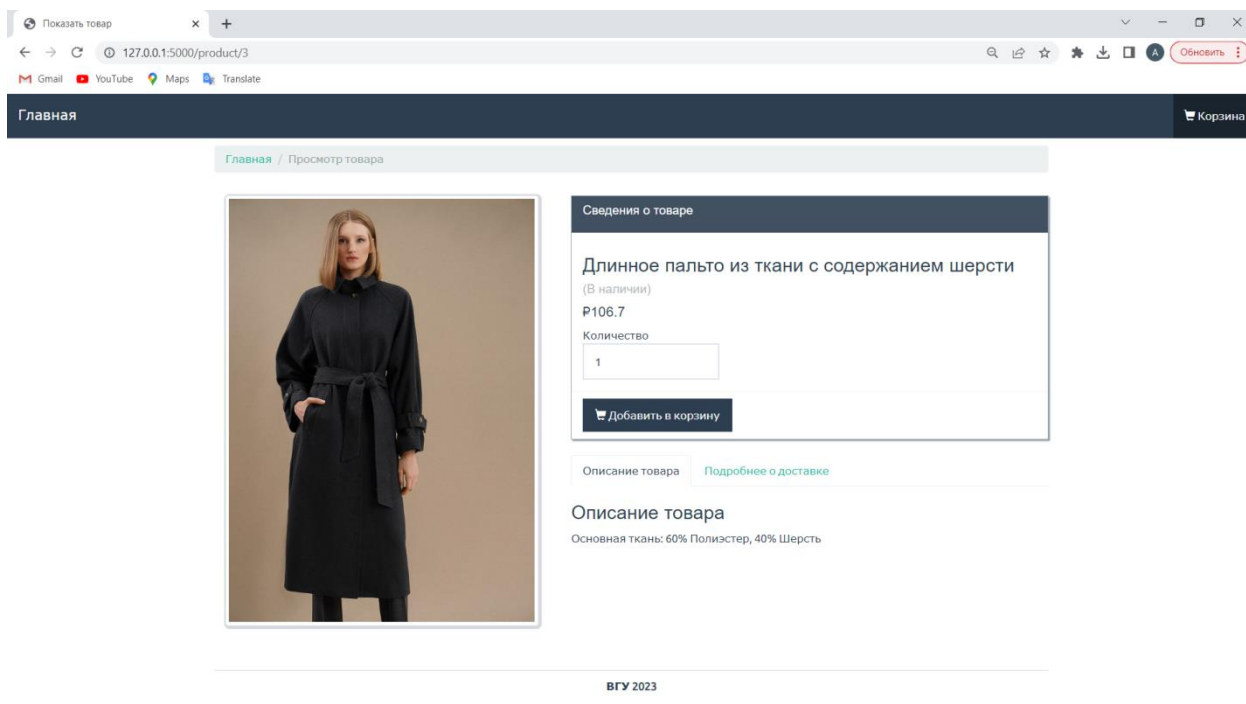 Показать товар
127.0.0.1:5000/product/3
A
Обновить
Gmail YouTube Maps Translate
Главная
Корзина
Главная / Просмотр товара
Сведения о товаре
Длинное пальто из ткани с содержанием шерсти
(В наличии)
₽106.7
Количество
1
Добавить в корзину
Описание товара Подробнее о доставке
Описание товара
Основная ткань: 60% Полиэстер, 40% Шерсть
ВГУ 2023